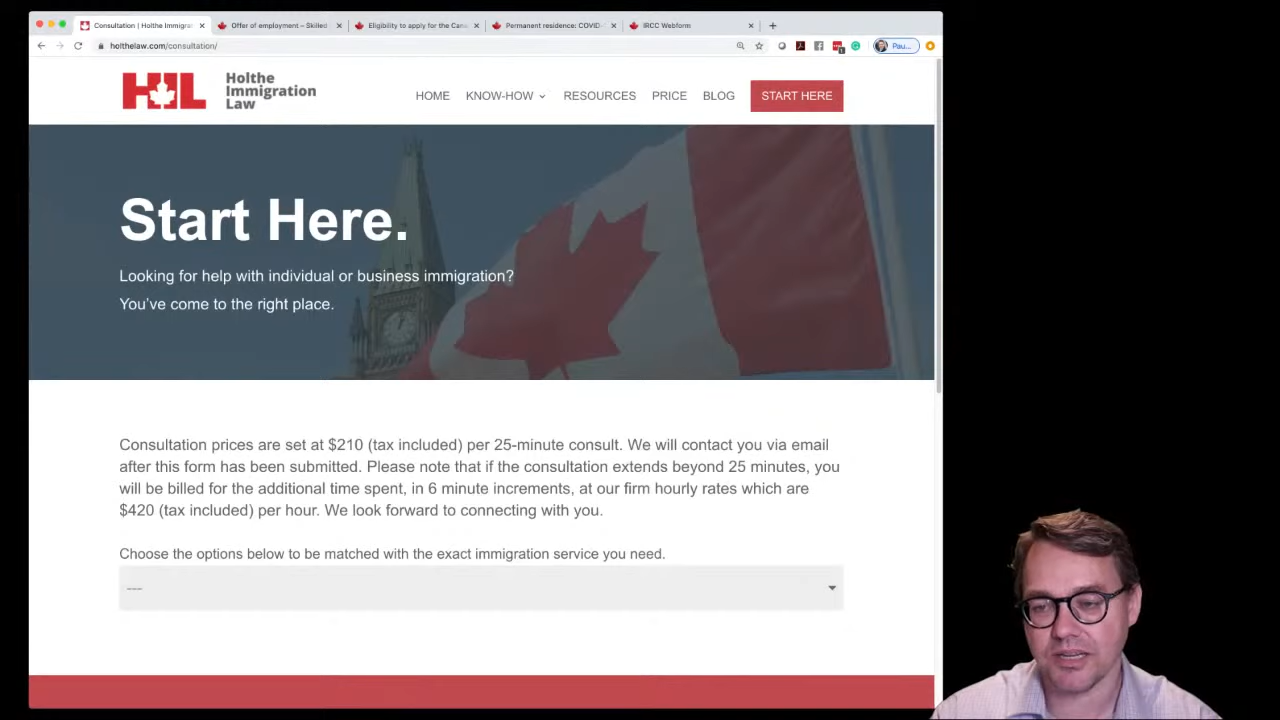 Consultation | Holthe Immigra
Offer of employment – Skilled
Eligibility to apply for the Cana
Permanent residence: COVID-
IRCC Webform
holthelaw.com/consultation/
Pau...
HIL
Holthe
Immigration
Law
HOME KNOW-HOW RESOURCES PRICE BLOG START HERE
Start Here.
Looking for help with individual or business immigration?
You've come to the right place.
Consultation prices are set at $210 (tax included) per 25-minute consult. We will contact you via email
after this form has been submitted. Please note that if the consultation extends beyond 25 minutes, you
will be billed for the additional time spent, in 6 minute increments, at our firm hourly rates which are
$420 (tax included) per hour. We look forward to connecting with you.
Choose the options below to be matched with the exact immigration service you need.
---